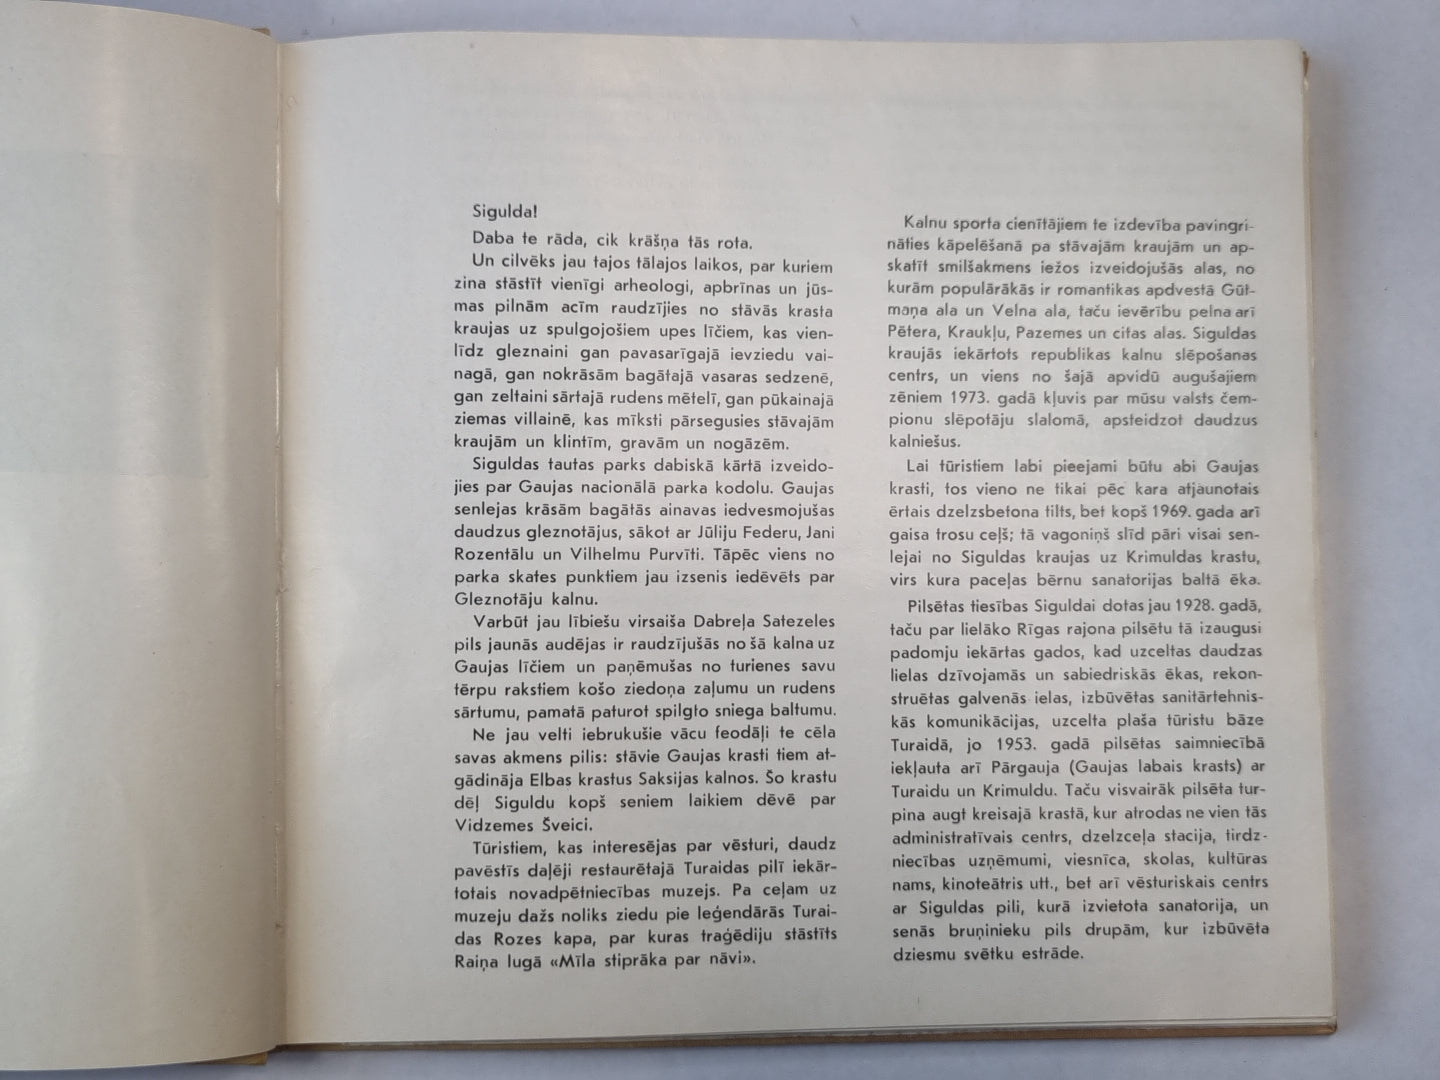 Sigulda!
Daba te rāda, cik krāšņa tās rota.
Un cilvēks jau tajos tālajos laikos, par kuriem
zina stāstīt vienīgi arheologi, apbrīnas un jūs-
mas pilnām acīm raudzījies no stāvās krasta
kraujas uz spulgojošiem upes līčiem, kas vien-
līdz gleznaini gan pavasarīgajā ievziedu vai-
nagā, gan nokrāsām bagātajā vasaras sedzenē,
gan zeltaini sārtajā rudens mētelī, gan pūkainajā
ziemas villainē, kas mīksti pārsegusies stāvajām
kraujām un klintīm, gravām un nogāzēm.
Siguldas tautas parks dabiskā kārtā izveido-
jies par Gaujas nacionālā parka kodolu. Gaujas
senlejas krāsām bagātās ainavas iedvesmojušas
daudzus gleznotājus, sākot ar Jūliju Federu, Jani
Rozentālu un Vilhelmu Purvīti. Tāpēc viens no
parka skates punktiem jau izsenis iedēvēts par
Gleznotāju kalnu.
Varbūt jau lībiešu virsaiša Dabreļa Satezeles
pils jaunās audējas ir raudzījušās no šā kalna uz
Gaujas līčiem un paņēmušas no turienes savu
tērpu rakstiem košo ziedoņa zaļumu un rudens
sārtumu, pamatā paturot spilgto sniega baltumu.
Ne jau velti iebrukušie vācu feodāļi te cēla
savas akmens pilis: stāvie Gaujas krasti tiem at-
gādināja Elbas krastus Saksijas kalnos. Šo krastu
dēļ Siguldu kopš seniem laikiem dēvē par
Vidzemes Šveici.
Tūristiem, kas interesējas par vēsturi, daudz
pavēstīs daļēji restaurētajā Turaidas pilī iekār-
totais novadpētniecības muzejs. Pa ceļam uz
muzeju dažs noliks ziedu pie leģendārās Turai-
das Rozes kapa, par kuras traģēdiju stāstīts
Raiņa lugā «Mīla stiprāka par nāvi».
Kalnu sporta cienītājiem te izdevība pavingri-
nāties kāpelēšanā pa stāvajām kraujām un ap-
skatīt smilšakmens iežos izveidojušās alas, no
kurām populārākās ir romantikas apdvestā Gūt-
maņa ala un Velna ala, taču ievērību pelna arī
Pētera, Kraukļu, Pazemes un citas alas. Siguldas
kraujās iekārtots republikas kalnu slēpošanas
centrs, un viens no šajā apvidū augušajiem
zēniem 1973. gadā kļuvis par mūsu valsts čem-
pionu slēpotāju slalomā, apsteidzot daudzus
kalniešus.
Lai tūristiem labi pieejami būtu abi Gaujas
krasti, tos vieno ne tikai pēc kara atjaunotais
ērtais dzelzsbetona tilts, bet kopš 1969. gada arī
gaisa trosu ceļš; tā vagoniņš slīd pāri visai sen-
lejai no Siguldas kraujas uz Krimuldas krastu,
virs kura paceļas bērnu sanatorijas baltā ēka.
Pilsētas tiesības Siguldai dotas jau 1928. gadā,
taču par lielāko Rīgas rajona pilsētu tā izaugusi
padomju iekārtas gados, kad uzceltas daudzas
lielas dzīvojamās un sabiedriskās ēkas, rekon-
struētas galvenās ielas, izbūvētas sanitārtehnis-
kās komunikācijas, uzcelta plaša tūristu bāze
Turaidā, jo 1953. gadā pilsētas saimniecībā
iekļauta arī Pārgauja (Gaujas labais krasts) ar
Turaidu un Krimuldu. Taču visvairāk pilsēta tur-
pina augt kreisajā krastā, kur atrodas ne vien tās
administratīvais centrs, dzelzceļa stacija, tirdz-
niecības uzņēmumi, viesnīca, skolas, kultūras
nams, kinoteātris utt., bet arī vēsturiskais centrs
ar Siguldas pili, kurā izvietota sanatorija, un
senās bruņinieku pils drupām, kur izbūvēta
dziesmu svētku estrāde.